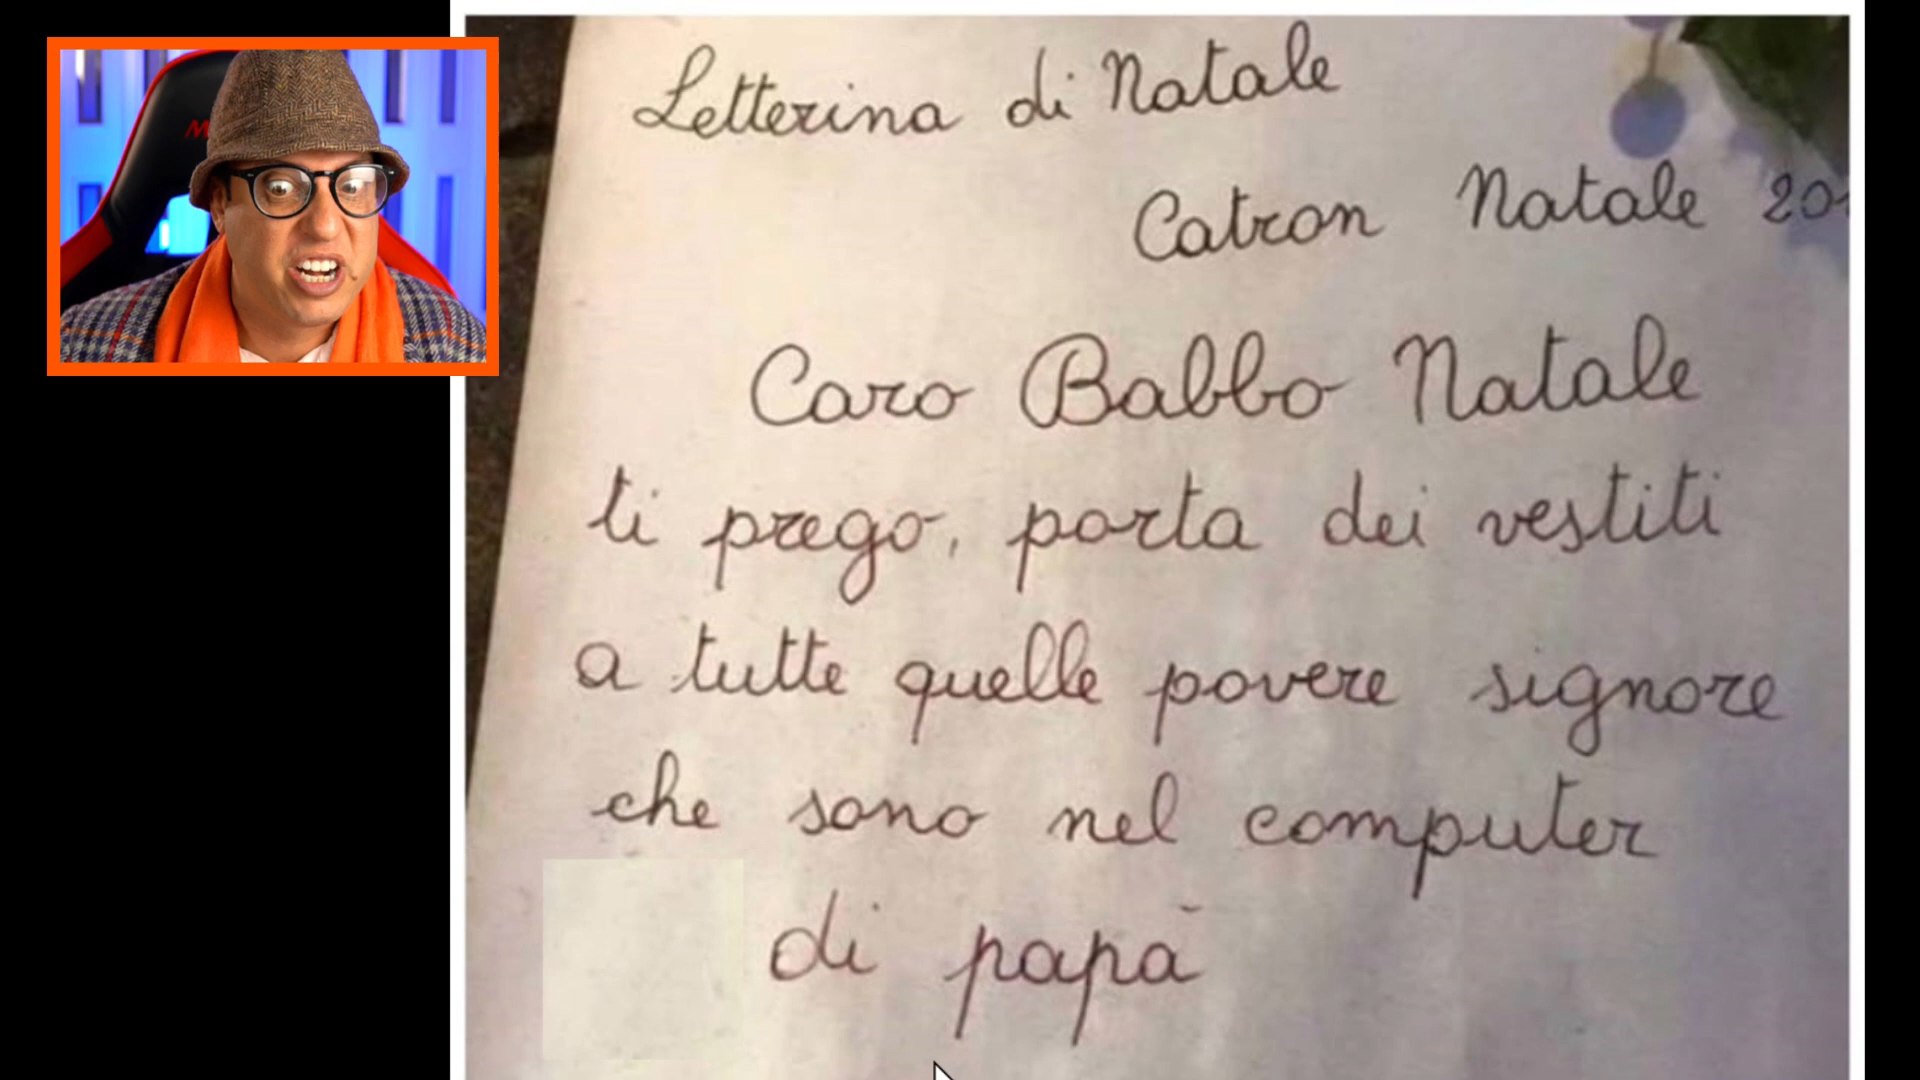 Letterina di Natale
Catron Natale
Caro Babbo Natale
ti prego, porta dei vestiti
a tutte quelle povere signore
che sono nel computer
di papà